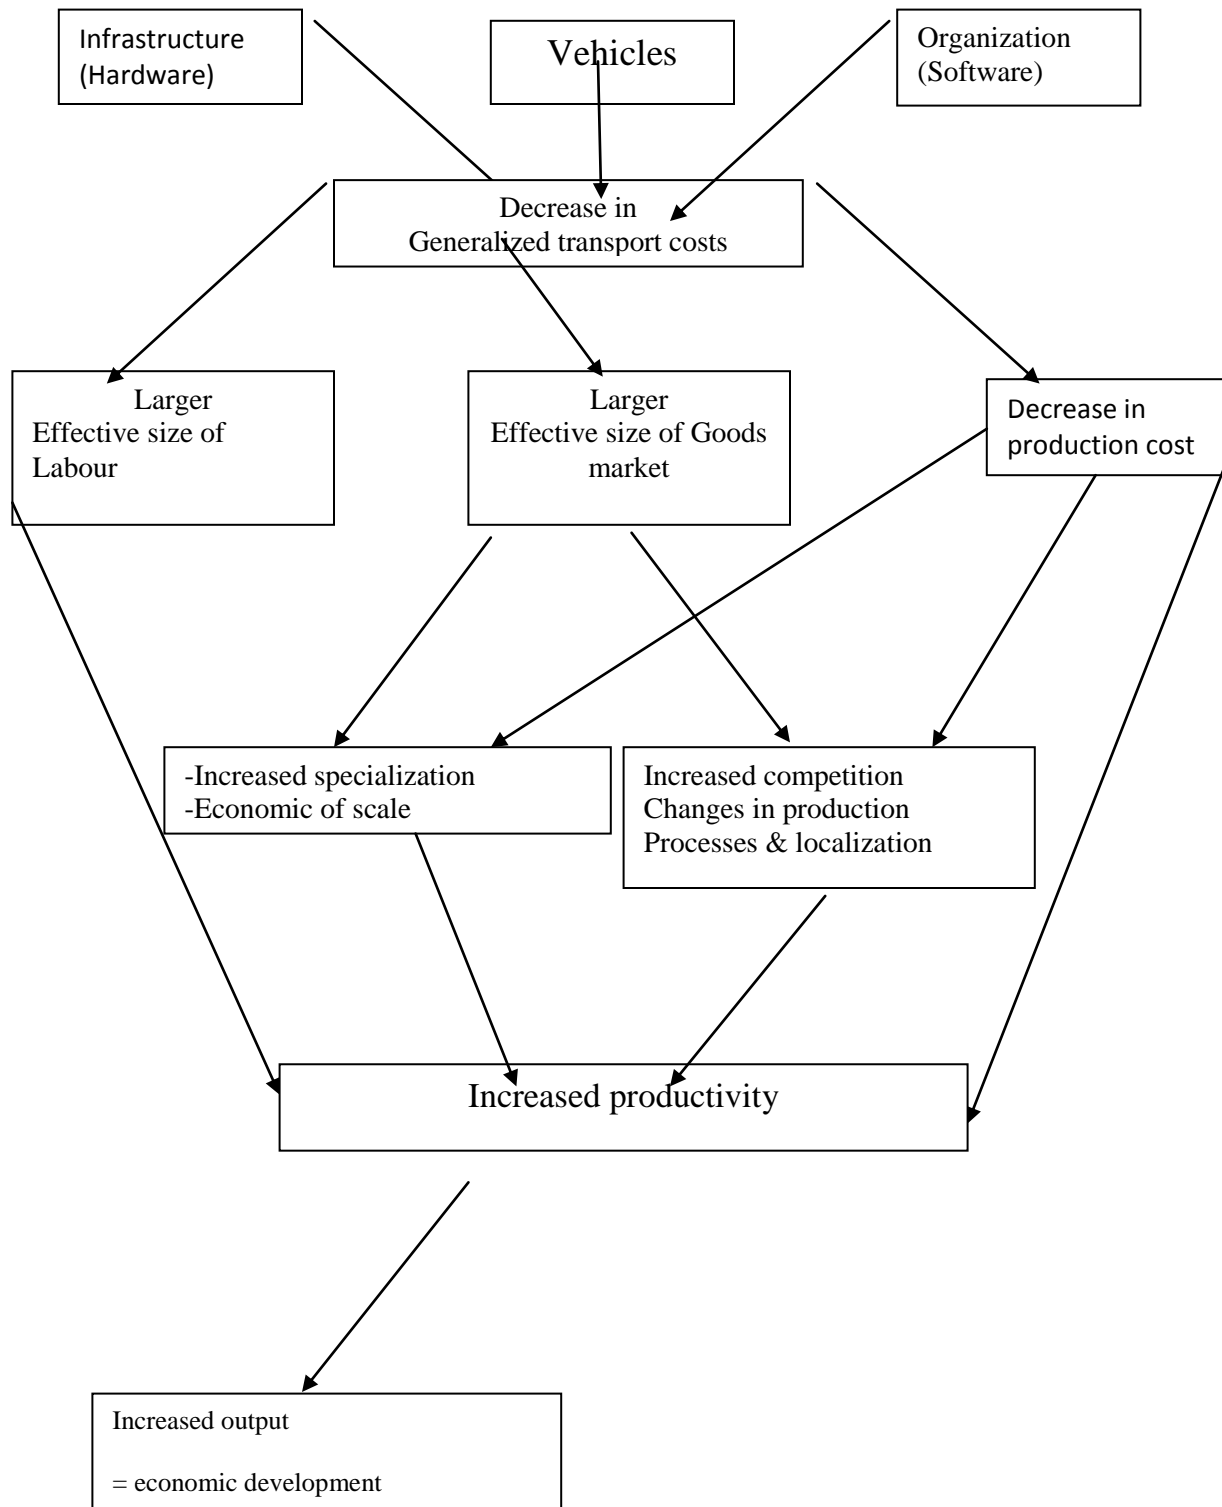 Infrastructure
(Hardware)
Vehicles
Organization
(Software)
Decrease in
Generalized transport costs
Larger
Effective size of
Labour
Larger
Effective size of Goods
market
Decrease in
production cost
-Increased specialization
-Economic of scale
Increased competition
Changes in production
Processes & localization
Increased productivity
Increased output
= economic development